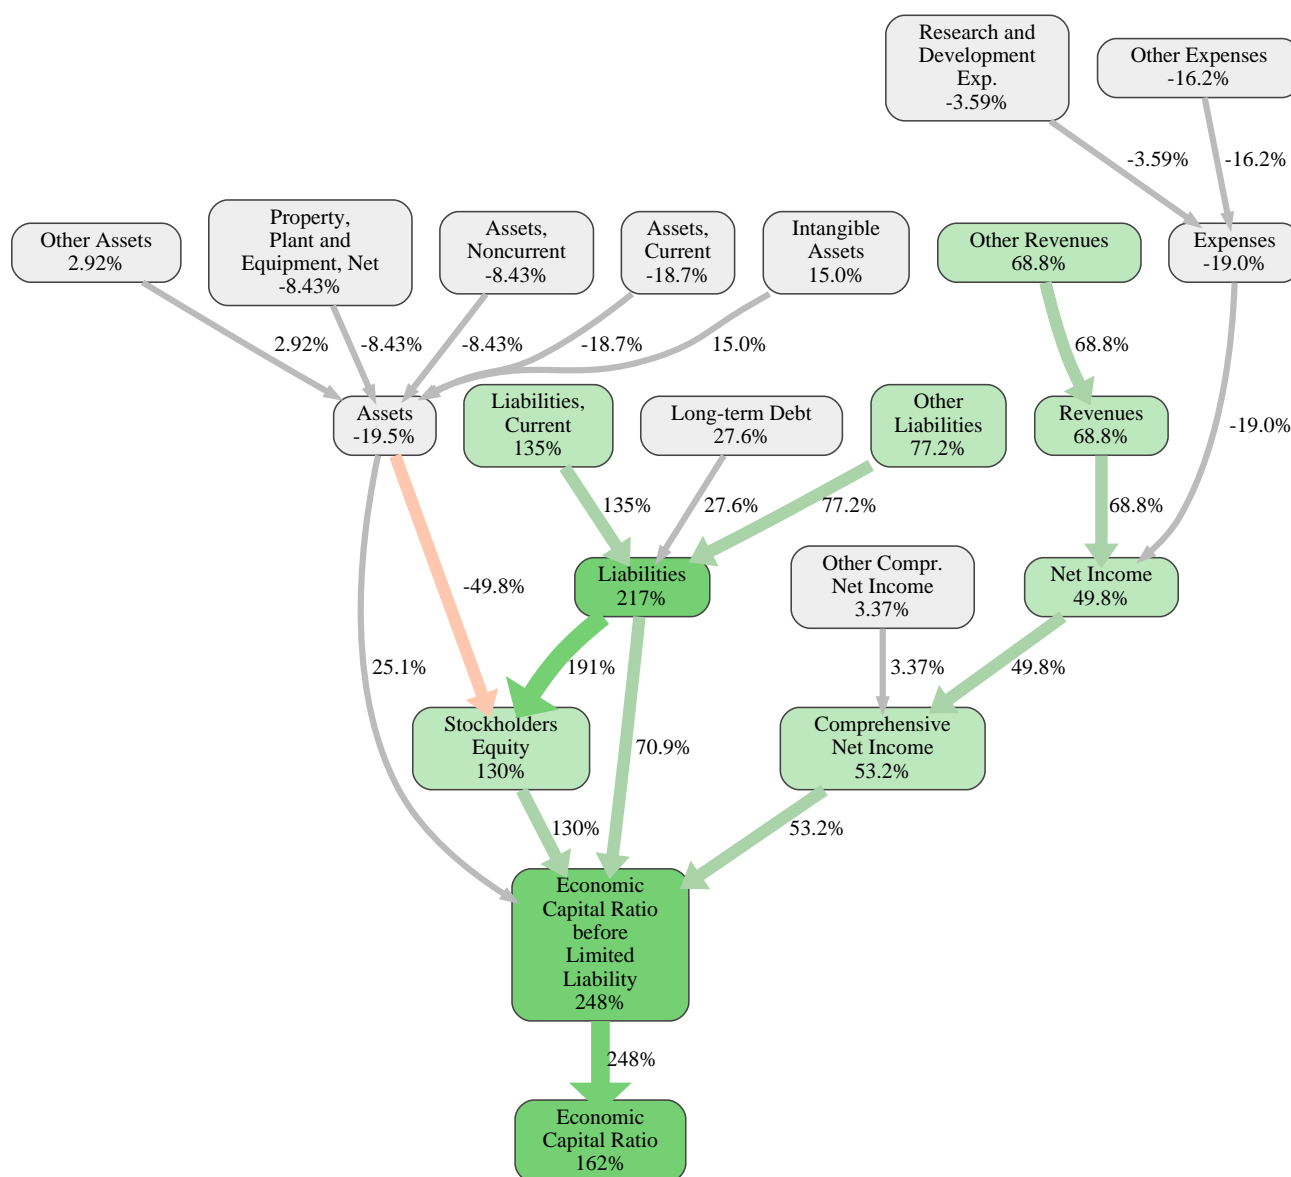 Research and
Development
Exp.
-3.59%
Other Expenses
-16.2%
-3.59%
-16.2%
Other Assets
2.92%
Property,
Plant and
Equipment, Net
-8.43%
Assets,
Noncurrent
-8.43%
Assets,
Current
-18.7%
Intangible
Assets
15.0%
Other Revenues
68.8%
Expenses
-19.0%
2.92%
-8.43%
-8.43%
-18.7%
15.0%
68.8%
Assets
-19.5%
Liabilities,
Current
135%
Long-term Debt
27.6%
Other
Liabilities
77.2%
Revenues
68.8%
-19.0%
135%
27.6%
77.2%
68.8%
Liabilities
217%
Other Compr.
Net Income
3.37%
Net Income
49.8%
-49.8%
25.1%
191%
3.37%
49.8%
Stockholders
Equity
130%
70.9%
Comprehensive
Net Income
53.2%
130%
53.2%
Economic
Capital Ratio
before
Limited
Liability
248%
248%
Economic
Capital Ratio
162%